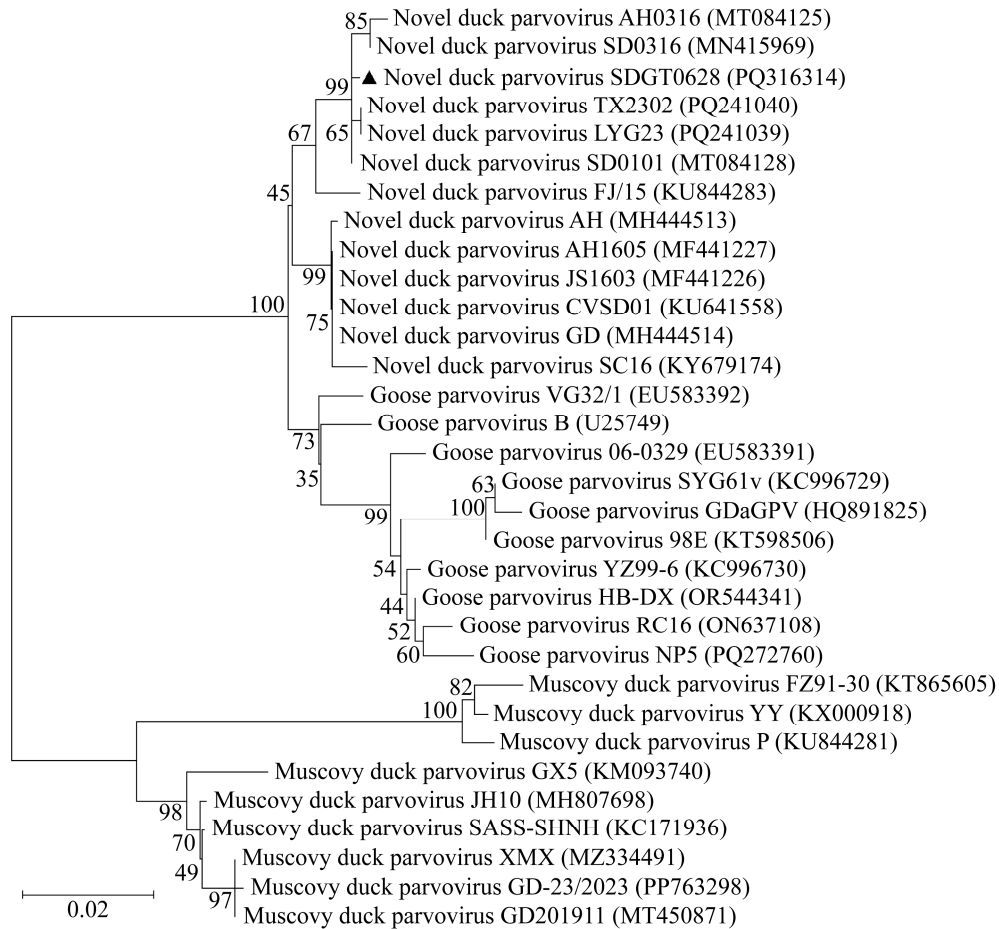 85
Novel duck parvovirus AH0316 (MT084125)
Novel duck parvovirus SD0316 (MN415969)
▲ Novel duck parvovirus SDGT0628 (PQ316314)
99
Novel duck parvovirus TX2302 (PQ241040)
67
65
Novel duck parvovirus LYG23 (PQ241039)
Novel duck parvovirus SD0101 (MT084128)
45
Novel duck parvovirus FJ/15 (KU844283)
Novel duck parvovirus AH (MH444513)
Novel duck parvovirus AH1605 (MF441227)
99
Novel duck parvovirus JS1603 (MF441226)
100
Novel duck parvovirus CVSD01 (KU641558)
75
Novel duck parvovirus GD (MH444514)
Novel duck parvovirus SC16 (KY679174)
Goose parvovirus VG32/1 (EU583392)
Goose parvovirus B (U25749)
73
Goose parvovirus 06-0329 (EU583391)
35
63
Goose parvovirus SYG61v (KC996729)
100
Goose parvovirus GDaGPV (HQ891825)
99
Goose parvovirus 98E (KT598506)
54
Goose parvovirus YZ99-6 (KC996730)
44
Goose parvovirus HB-DX (OR544341)
52
Goose parvovirus RC16 (ON637108)
60
Goose parvovirus NP5 (PQ272760)
82
Muscovy duck parvovirus FZ91-30 (KT865605)
100
Muscovy duck parvovirus YY (KX000918)
Muscovy duck parvovirus P (KU844281)
Muscovy duck parvovirus GX5 (KM093740)
98
Muscovy duck parvovirus JH10 (MH807698)
70
Muscovy duck parvovirus SASS-SHNH (KC171936)
49
Muscovy duck parvovirus XMX (MZ334491)
97
Muscovy duck parvovirus GD-23/2023 (PP763298)
Muscovy duck parvovirus GD201911 (MT450871)
0.02